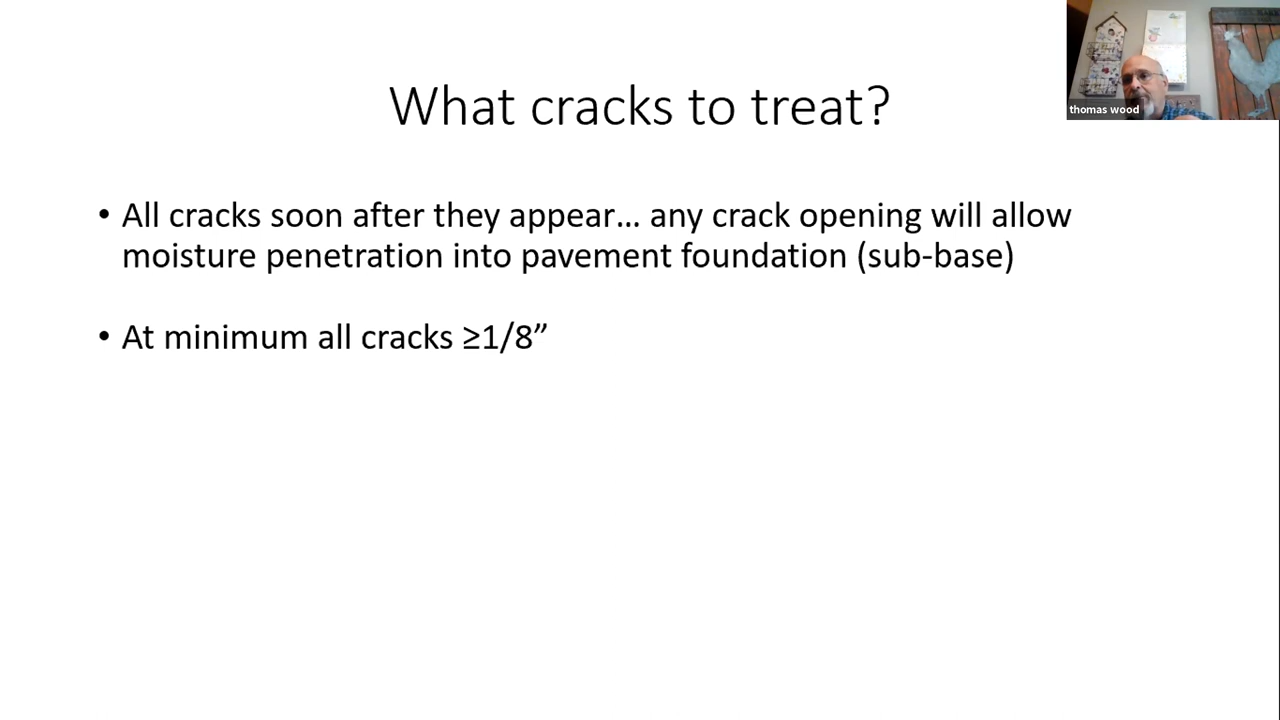 What cracks to treat?
thomas wood
• All cracks soon after they appear... any crack opening will allow
moisture penetration into pavement foundation (sub-base)
• At minimum all cracks ≥1/8”